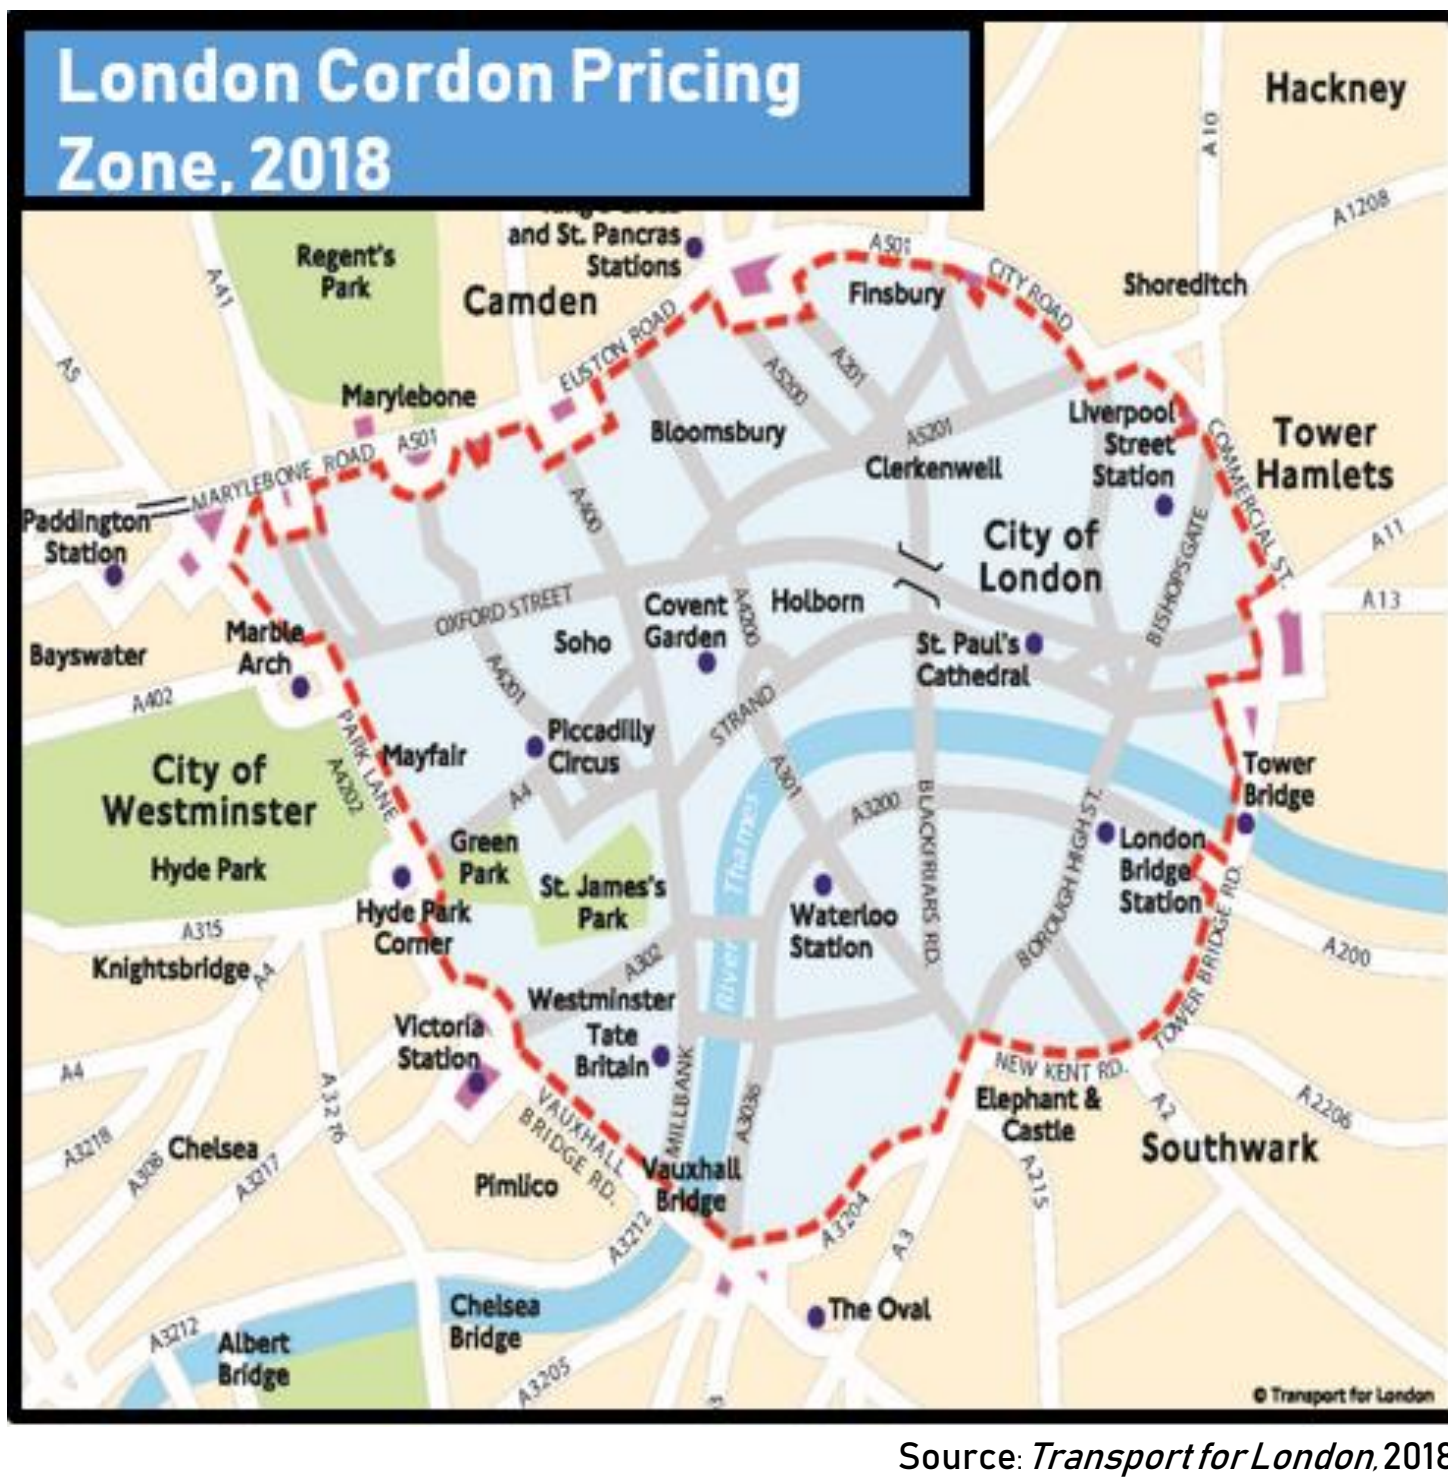 London Cordon Pricing
Zone, 2018
Hackney
A10
A1208
and St. Pancras
Stations
A501
CITY ROAD
Shoreditch
Regent's
Park
A41
Camden
Finsbury
EUSTON ROAD
A5
A5200
A201
Marylebone
Bloomsbury
A5201
Clerkenwell
Liverpool
Street
Station
COMMERCIAL ST.
Tower
Hamlets
MARYLEBONE ROAD
A501
Paddington
Station
A400
City of
London
BISHOPSGATE
A11
A13
OXFORD STREET
Covent
Garden
A4200
Holborn
Soho
St. Paul's
Cathedral
Marble
Arch
Bayswater
A402
A4201
STRAND
PARK LANE
A4202
Mayfair
Piccadilly
Circus
City of
Westminster
A4
A301
A3200
BLACKFRIARS RD.
BOROUGH HIGH ST.
Tower
Bridge
Hyde Park
Green
Park
St. James's
Park
River Thames
London
Bridge
Station
Hyde Park
Corner
Waterloo
Station
A315
Knightsbridge
A4
A302
TOWER BRIDGE RD.
A200
Westminster
Victoria
Station
Tate
Britain
NEW KENT RD.
A4
A3216
VAUXHALL
BRIDGE RD.
MILLBANK
A3036
Elephant &
Castle
A2
A2206
A3218
A308
Chelsea
A3217
Pimlico
Vauxhall
Bridge
Southwark
A215
A3212
A3204
A3
Chelsea
Bridge
The Oval
A3212
Albert
Bridge
A3205
© Transport for London
Source: Transport for London, 2018